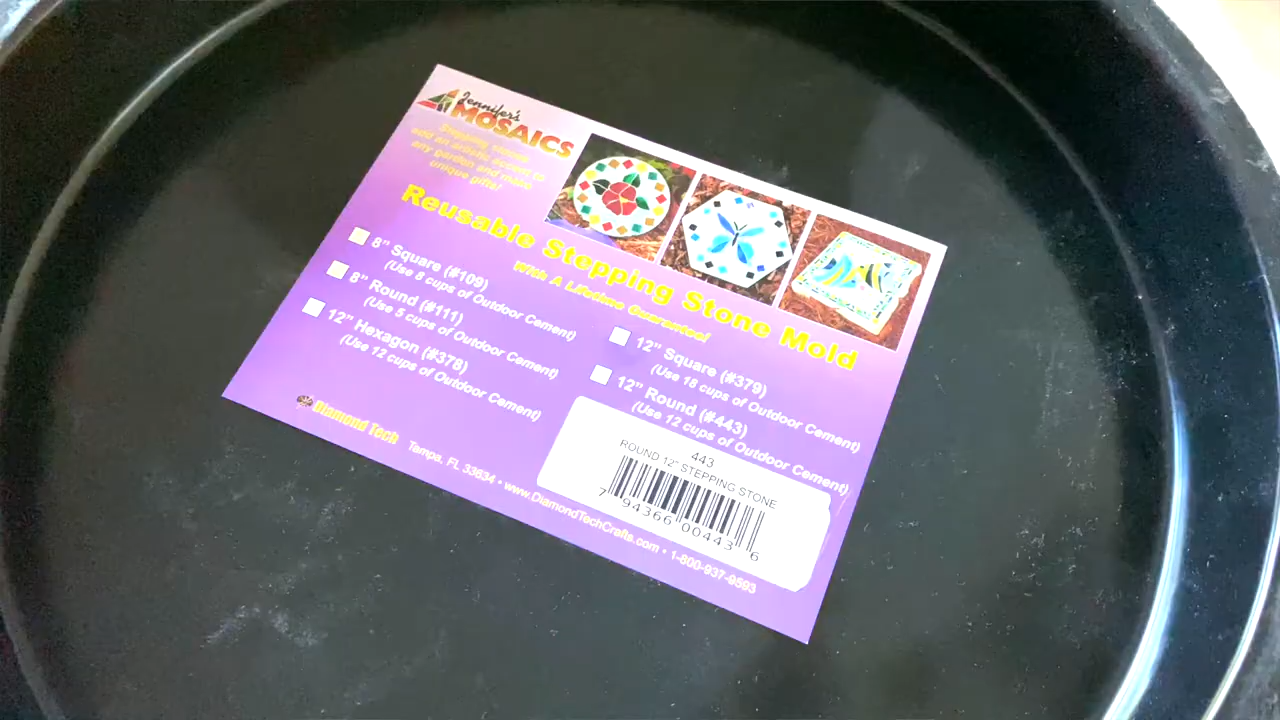 Jennifer's
MOSAICS
Stepping stones
add an artistic accent to
any garden and make
unique gifts!
Reusable Stepping Stone Mold
With A Lifetime Guarantee!
8" Square (#109)
(Use 8 cups of Outdoor Cement)
8" Round (#111)
(Use 5 cups of Outdoor Cement)
12" Hexagon (#378)
(Use 12 cups of Outdoor Cement)
12" Square (#379)
(Use 18 cups of Outdoor Cement)
12" Round (#443)
(Use 12 cups of Outdoor Cement)
443
ROUND 12" STEPPING STONE
7 94366 00443 6
Diamond Tech Tampa, FL 33634 • www.DiamondTechCrafts.com • 1-800-937-9593